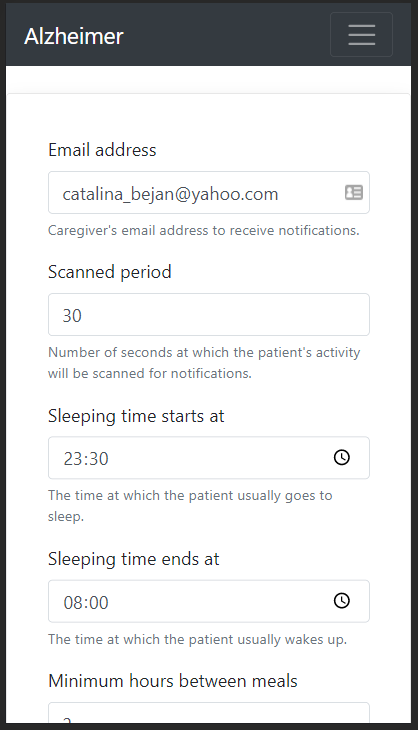 Alzheimer
Email address
catalina_bejan@yahoo.com
Caregiver's email address to receive notifications.
Scanned period
30
Number of seconds at which the patient's activity
will be scanned for notifications.
Sleeping time starts at
23:30
The time at which the patient usually goes to
sleep.
Sleeping time ends at
08:00
The time at which the patient usually wakes up.
Minimum hours between meals